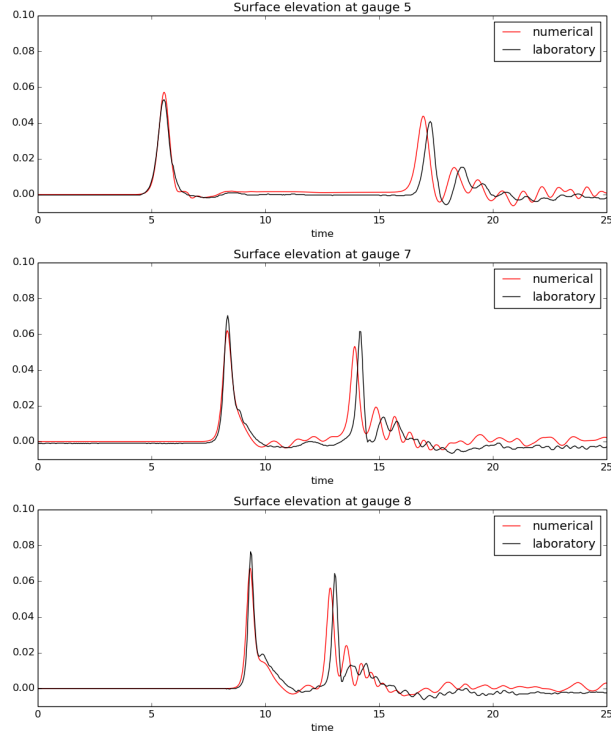 Surface elevation at gauge 5
0.10
0.08
0.06
0.04
0.02
0.00
numerical
laboratory
0 5 10 15 20 25
time
Surface elevation at gauge 7
0.10
0.08
0.06
0.04
0.02
0.00
numerical
laboratory
0 5 10 15 20 25
time
Surface elevation at gauge 8
0.10
0.08
0.06
0.04
0.02
0.00
numerical
laboratory
0 5 10 15 20 25
time